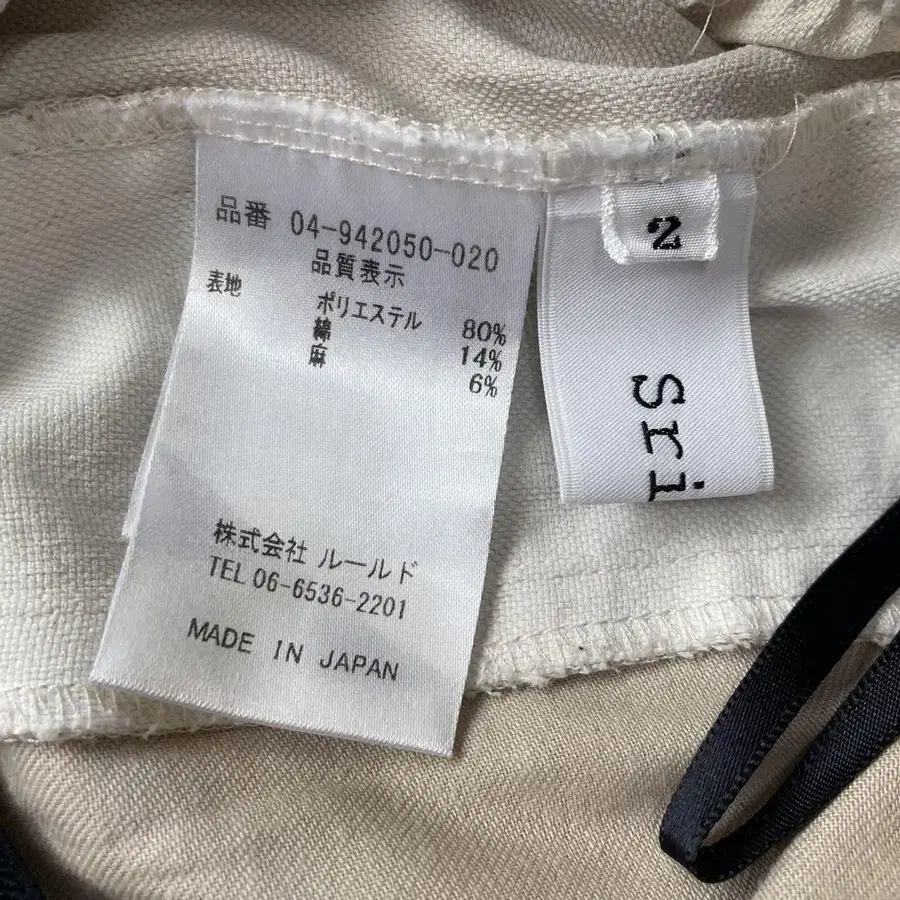 品番 04-942050-020
品質表示
表地 ポリエステル 80%
綿 14%
麻 6%
株式会社 ルールド
TEL 06-6536-2201
MADE IN JAPAN
2
Sri